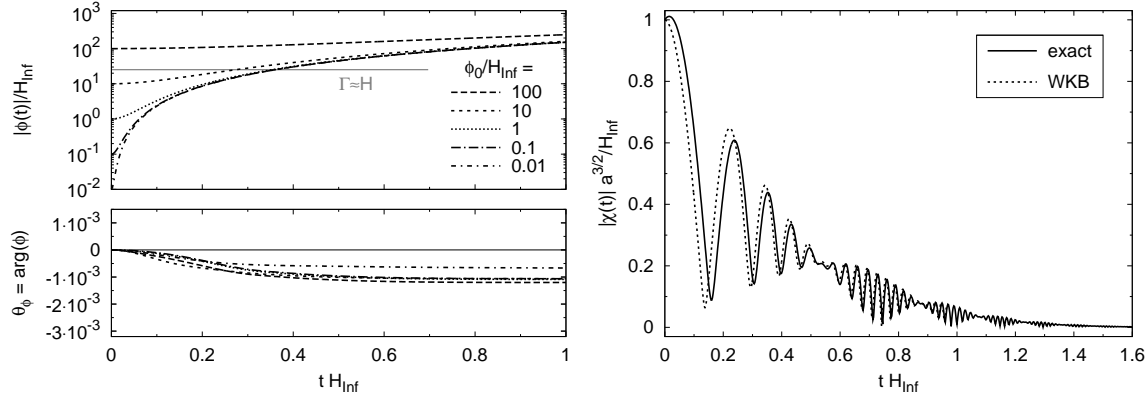 |ϕ(t)|/H_Inf
10^3
10^2
10^1
10^0
10^-1
10^-2
Γ≈H
ϕ_0/H_Inf =
100
10
1
0.1
0.01
θ_ϕ = arg(ϕ)
1·10^-3
0
-1·10^-3
-2·10^-3
-3·10^-3
0 0.2 0.4 0.6 0.8 1
t H_Inf
|χ(t)| a^3/2/H_Inf
1
0.8
0.6
0.4
0.2
0
exact
WKB
0 0.2 0.4 0.6 0.8 1 1.2 1.4 1.6
t H_Inf